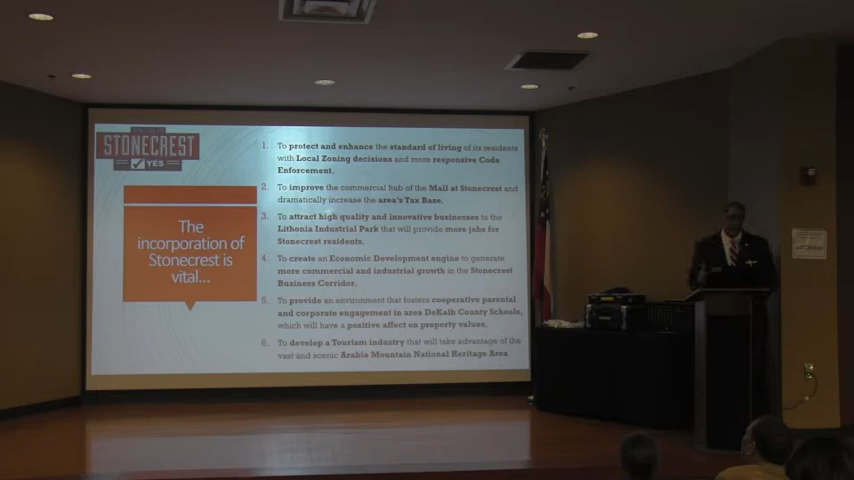 STONECREST
YES
The
incorporation of
Stonecrest is
vital...
1. To protect and enhance the standard of living of its residents
with Local Zoning decisions and more responsive Code
Enforcement,
2. To improve the commercial hub of the Mall at Stonecrest and
dramatically increase the area's Tax Base,
3. To attract high quality and innovative businesses to the
Lithonia Industrial Park that will provide more jobs for
Stonecrest residents,
4. To create an Economic Development engine to generate
more commercial and industrial growth in the Stonecrest
Business Corridor,
5. To provide an environment that fosters cooperative parental
and corporate engagement in area DeKalb County Schools,
which will have a positive affect on property values.
6. To develop a Tourism industry that will take advantage of the
vast and scenic Arabia Mountain National Heritage Area